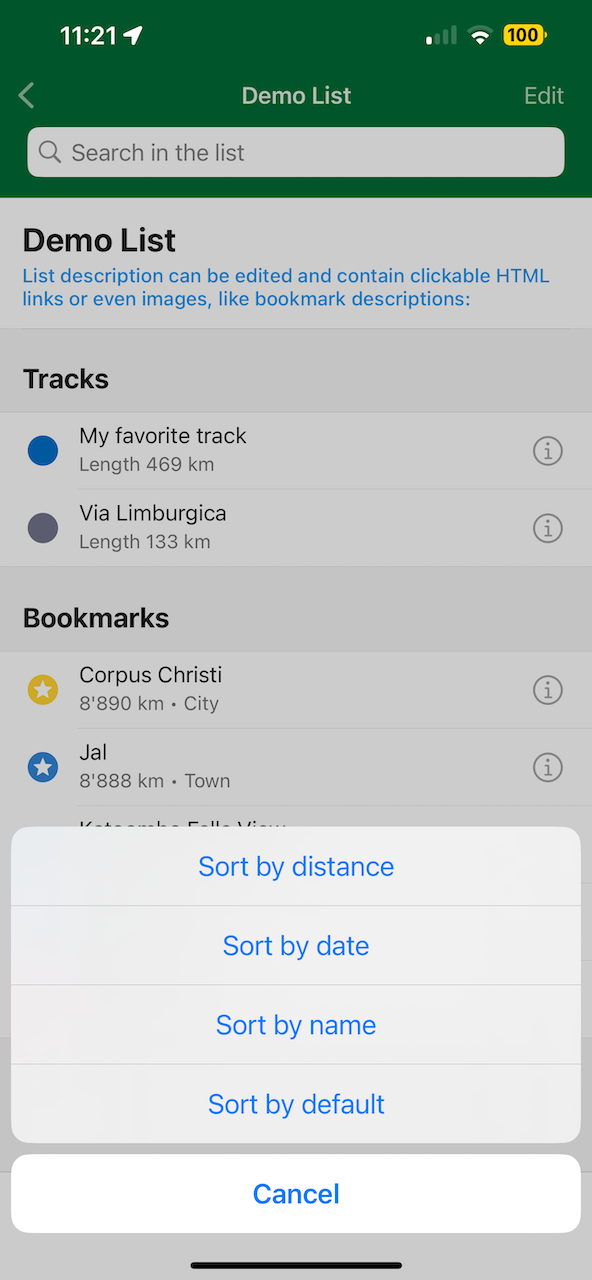 11:21
100
Demo List
Edit
Search in the list
Demo List
List description can be edited and contain clickable HTML
links or even images, like bookmark descriptions:
Tracks
My favorite track
Length 469 km
Via Limburgica
Length 133 km
Bookmarks
Corpus Christi
8'890 km • City
Jal
8'888 km • Town
Katoomba Falls View
Sort by distance
Sort by date
Sort by name
Sort by default
Cancel